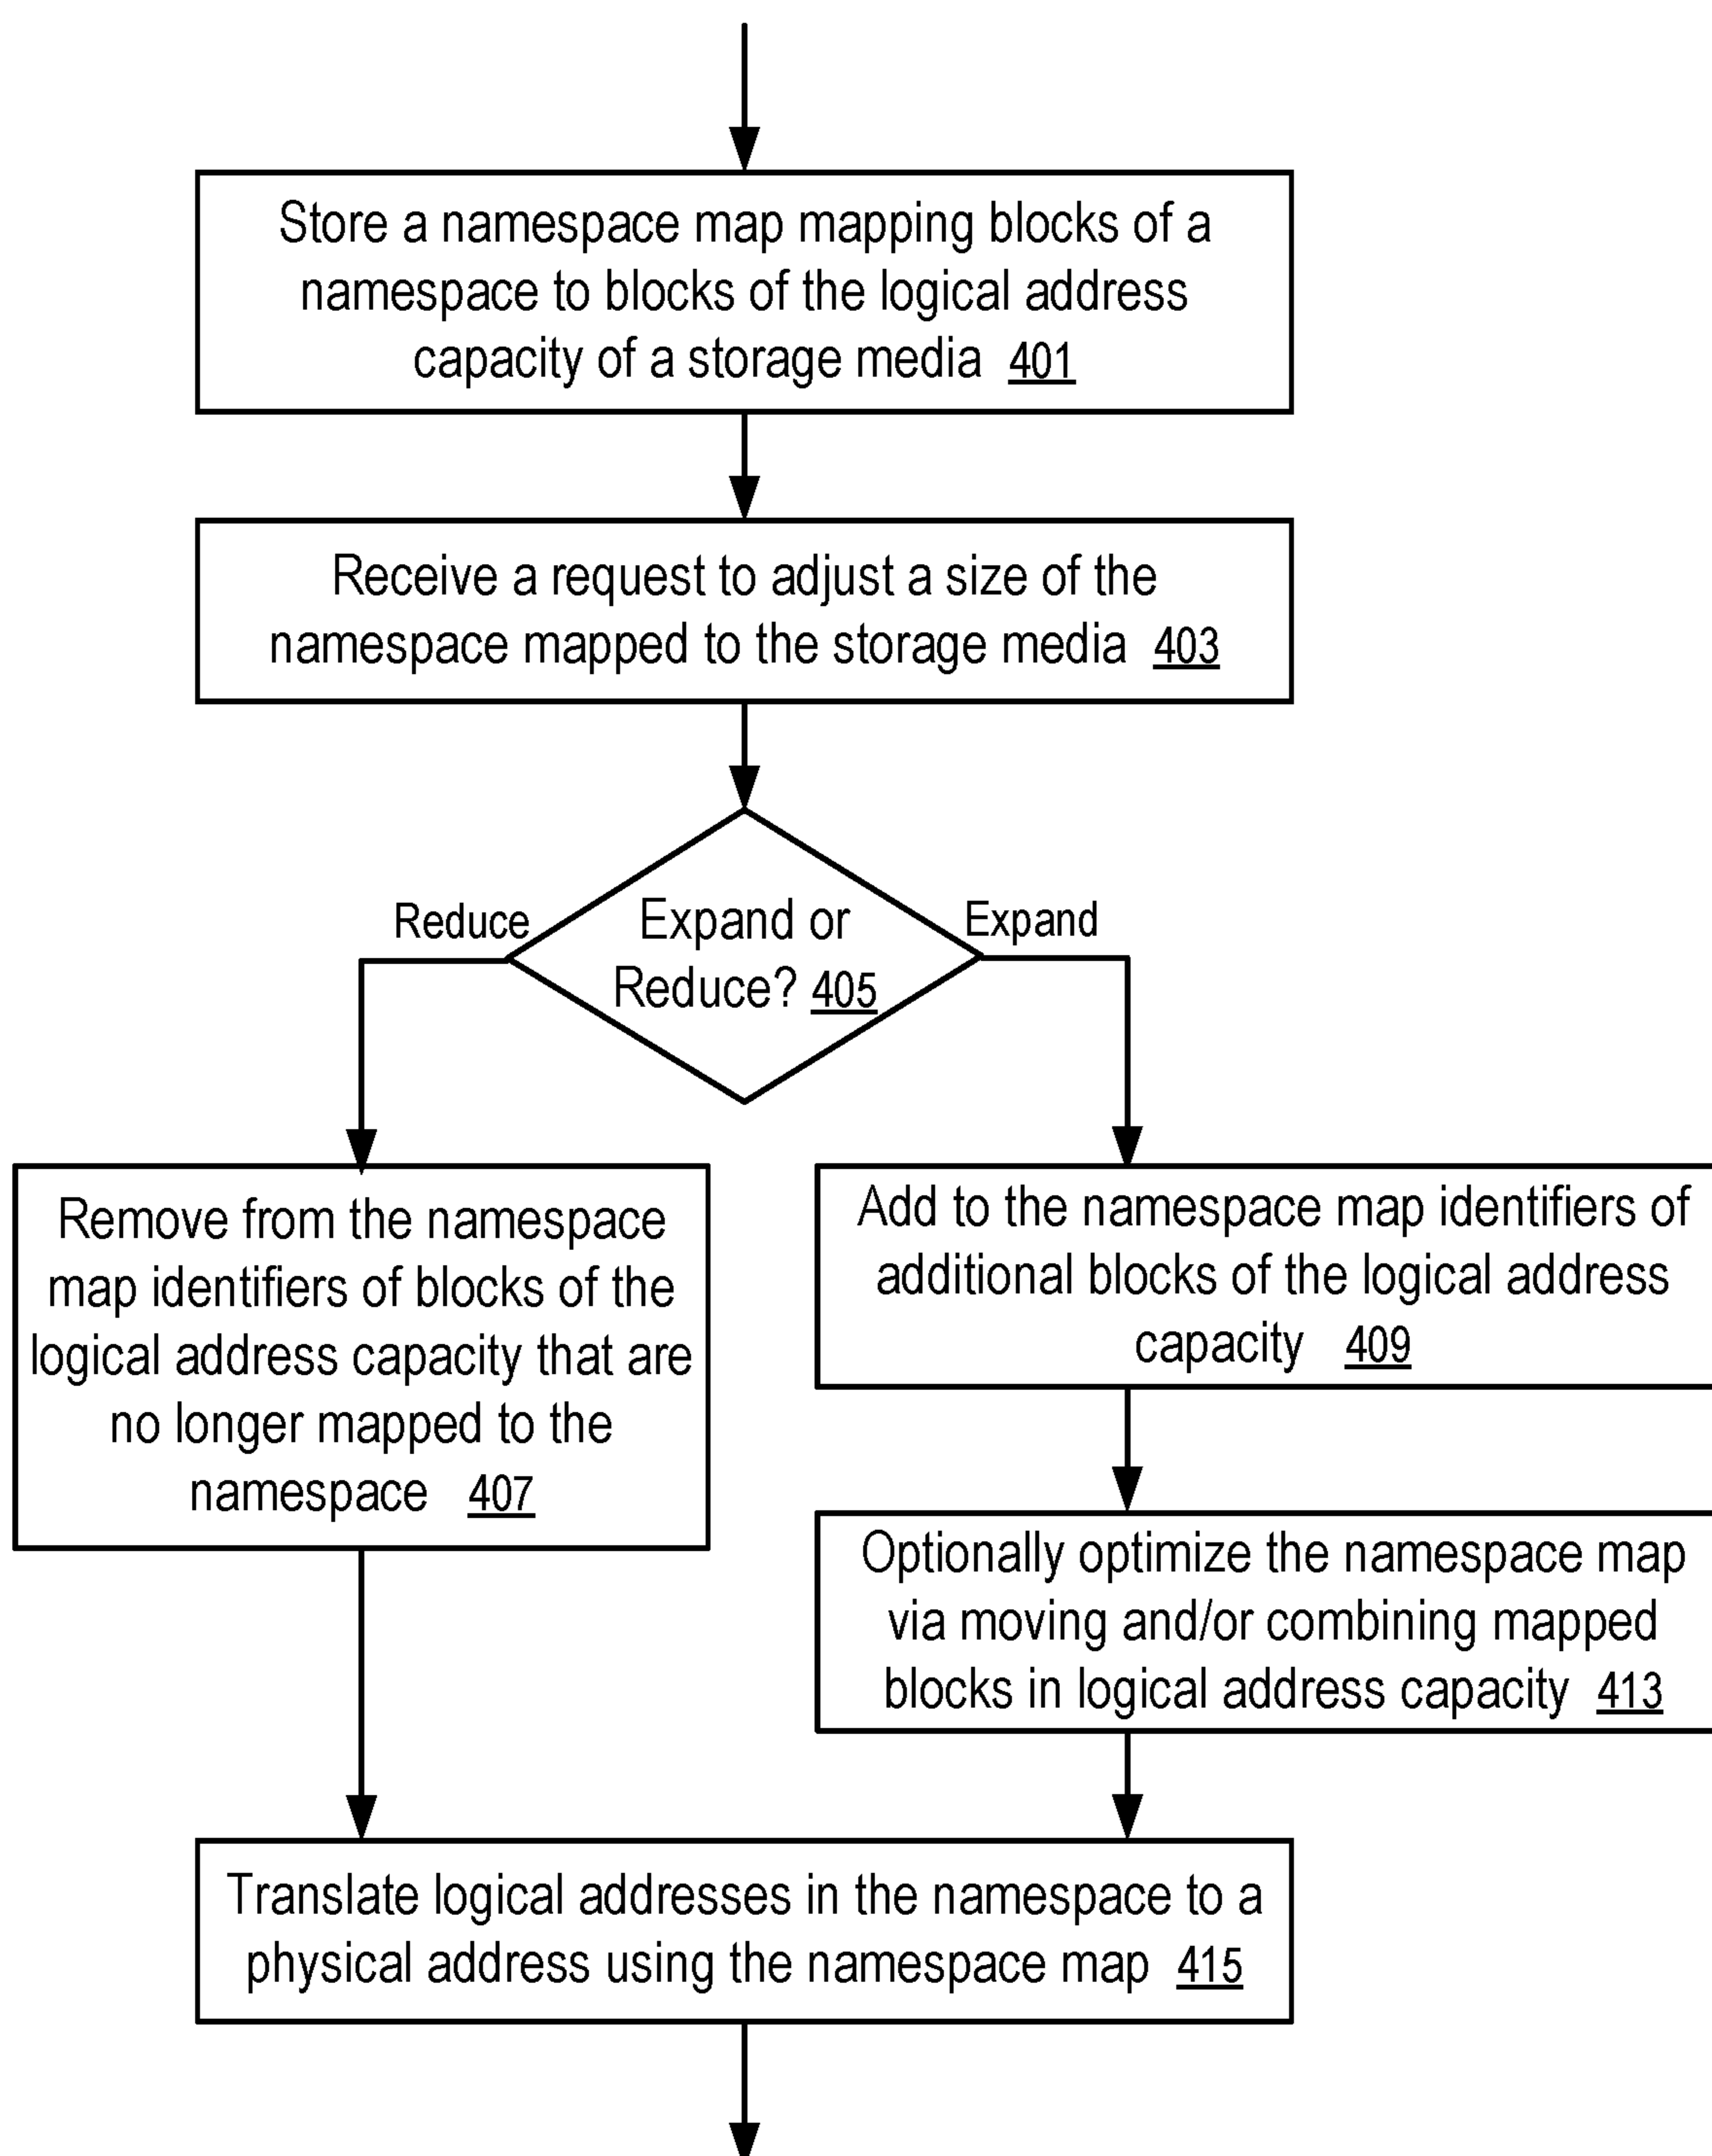 Store a namespace map mapping blocks of a
namespace to blocks of the logical address
capacity of a storage media 401
Receive a request to adjust a size of the
namespace mapped to the storage media 403
Reduce
Expand or
Reduce? 405
Expand
Remove from the namespace
map identifiers of blocks of the
logical address capacity that are
no longer mapped to the
namespace 407
Add to the namespace map identifiers of
additional blocks of the logical address
capacity 409
Optionally optimize the namespace map
via moving and/or combining mapped
blocks in logical address capacity 413
Translate logical addresses in the namespace to a
physical address using the namespace map 415